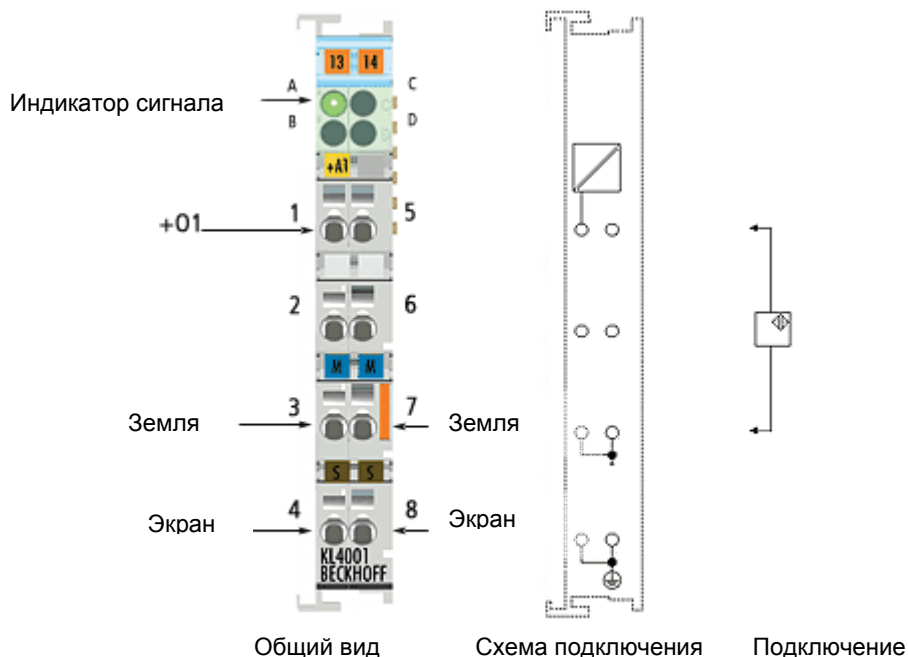 13 14
A C
Индикатор сигнала
B D
+A1
+O1 1 5
2 6
M M
3 7
Земля Земля
S S
4 8
Экран Экран
KL4001
BECKHOFF
Общий вид Схема подключения Подключение